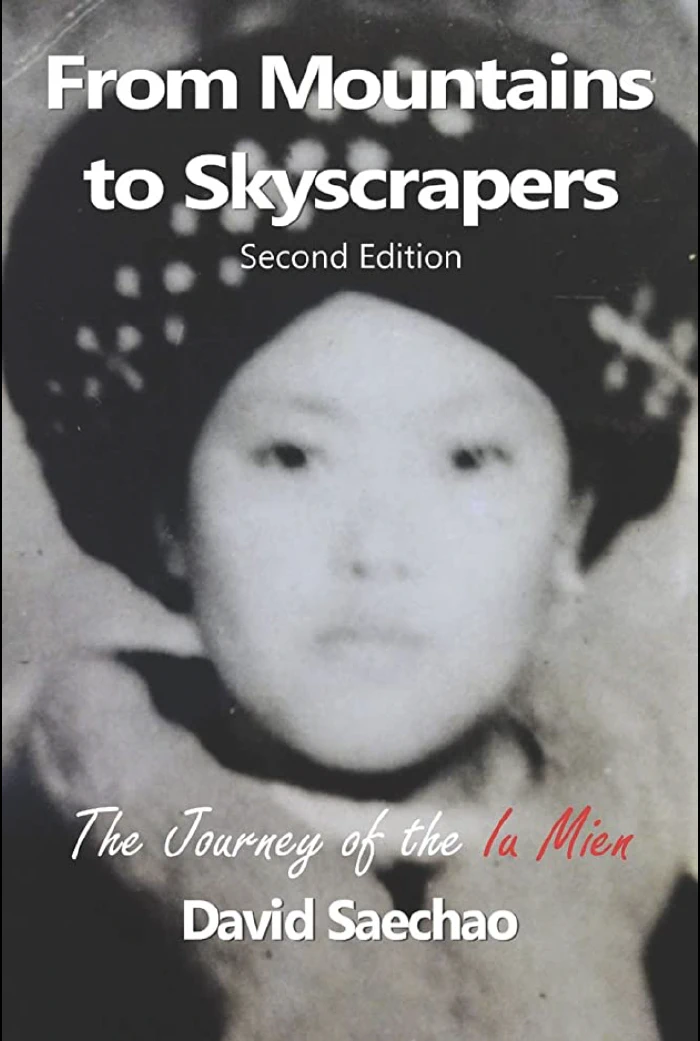 From Mountains
to Skyscrapers
Second Edition
The Journey of the Iu Mien
David Saechao